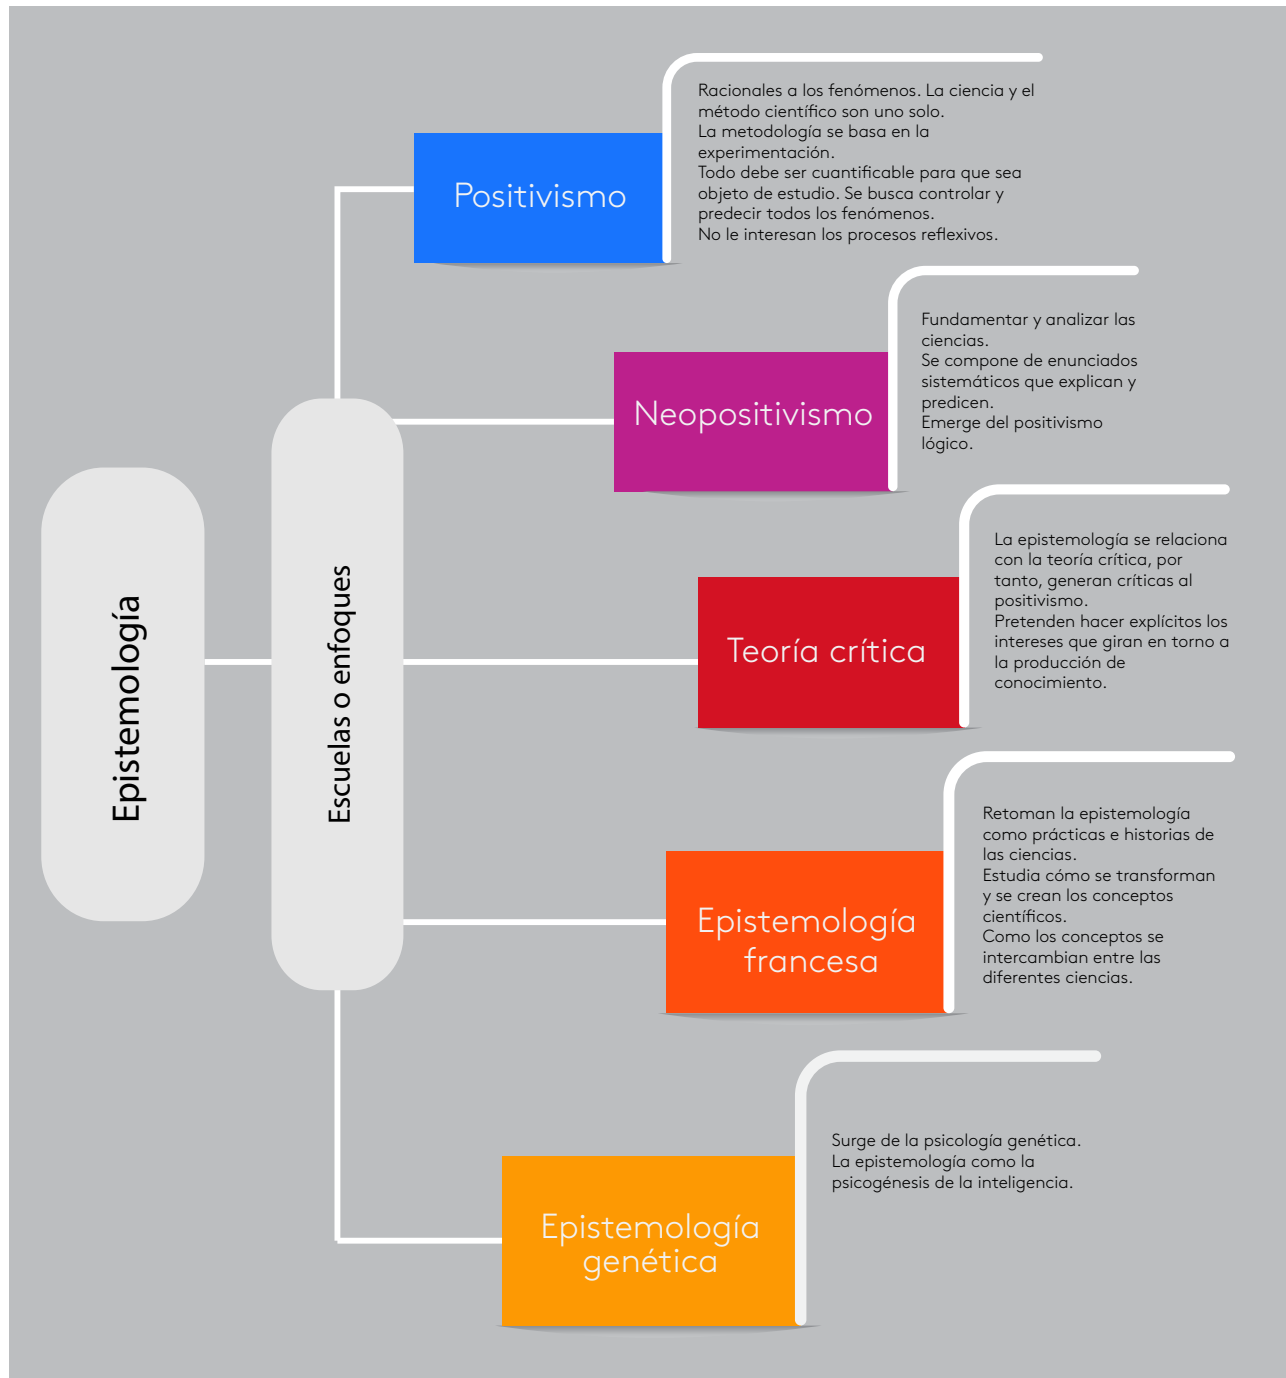 Epistemología
Escuelas o enfoques
Positivismo
Racionales a los fenómenos. La ciencia y el
método científico son uno solo.
La metodología se basa en la
experimentación.
Todo debe ser cuantificable para que sea
objeto de estudio. Se busca controlar y
predecir todos los fenómenos.
No le interesan los procesos reflexivos.
Neopositivismo
Fundamentar y analizar las
ciencias.
Se compone de enunciados
sistemáticos que explican y
predicen.
Emerge del positivismo
lógico.
Teoría crítica
La epistemología se relaciona
con la teoría crítica, por
tanto, generan críticas al
positivismo.
Pretenden hacer explícitos los
intereses que giran en torno a
la producción de
conocimiento.
Epistemología
francesa
Retoman la epistemología
como prácticas e historias de
las ciencias.
Estudia cómo se transforman
y se crean los conceptos
científicos.
Como los conceptos se
intercambian entre las
diferentes ciencias.
Epistemología
genética
Surge de la psicología genética.
La epistemología como la
psicogénesis de la inteligencia.